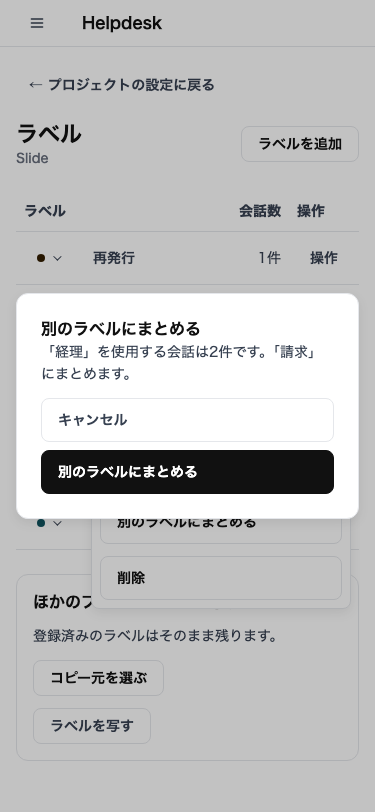 Helpdesk
← プロジェクトの設定に戻る
ラベル
Slide
ラベルを追加
ラベル 会話数 操作
再発行 1件 操作
別のラベルにまとめる
「経理」を使用する会話は2件です。「請求」
にまとめます。
キャンセル
別のラベルにまとめる
別のラベルにまとめる
削除
ほかのプ
登録済みのラベルはそのまま残ります。
コピー元を選ぶ
ラベルを写す